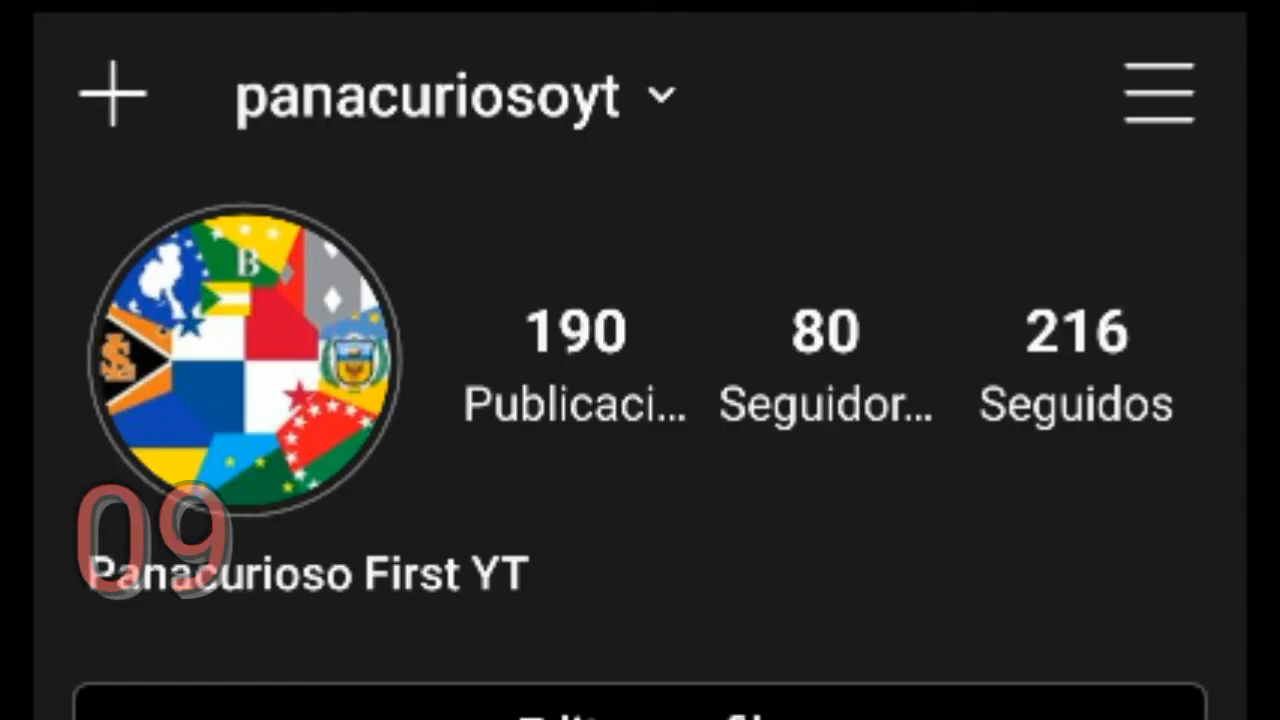 panacuriosoyt
B
190 80 216
Publicaci... Seguidor... Seguidos
09
Panacurioso First YT